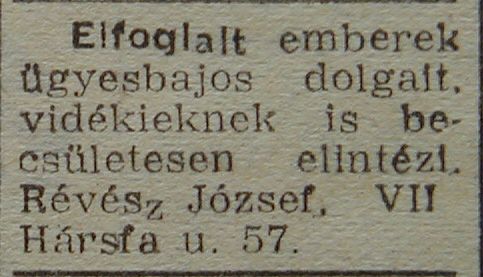 Elfoglalt emberek
ügyesbajos dolgait,
vidékieknek is be-
csületesen elintézi.
Révész József, VII
Hársfa u. 57.